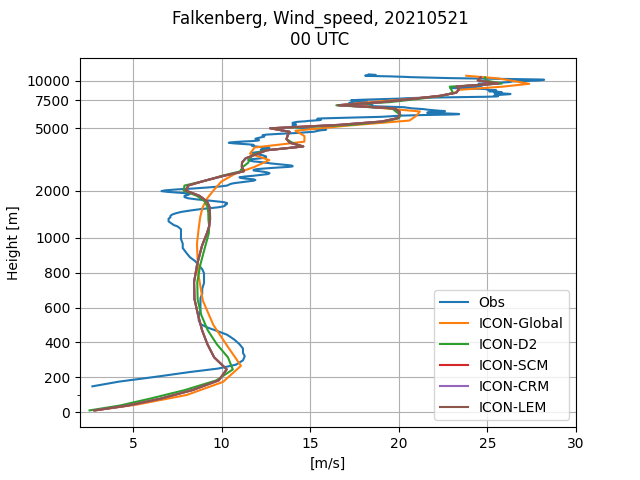 Falkenberg, Wind_speed, 20210521
00 UTC
10000
7500
5000
2000
1000
800
600
400
200
0
Height [m]
5
10
15
20
25
30
[m/s]
Obs
ICON-Global
ICON-D2
ICON-SCM
ICON-CRM
ICON-LEM